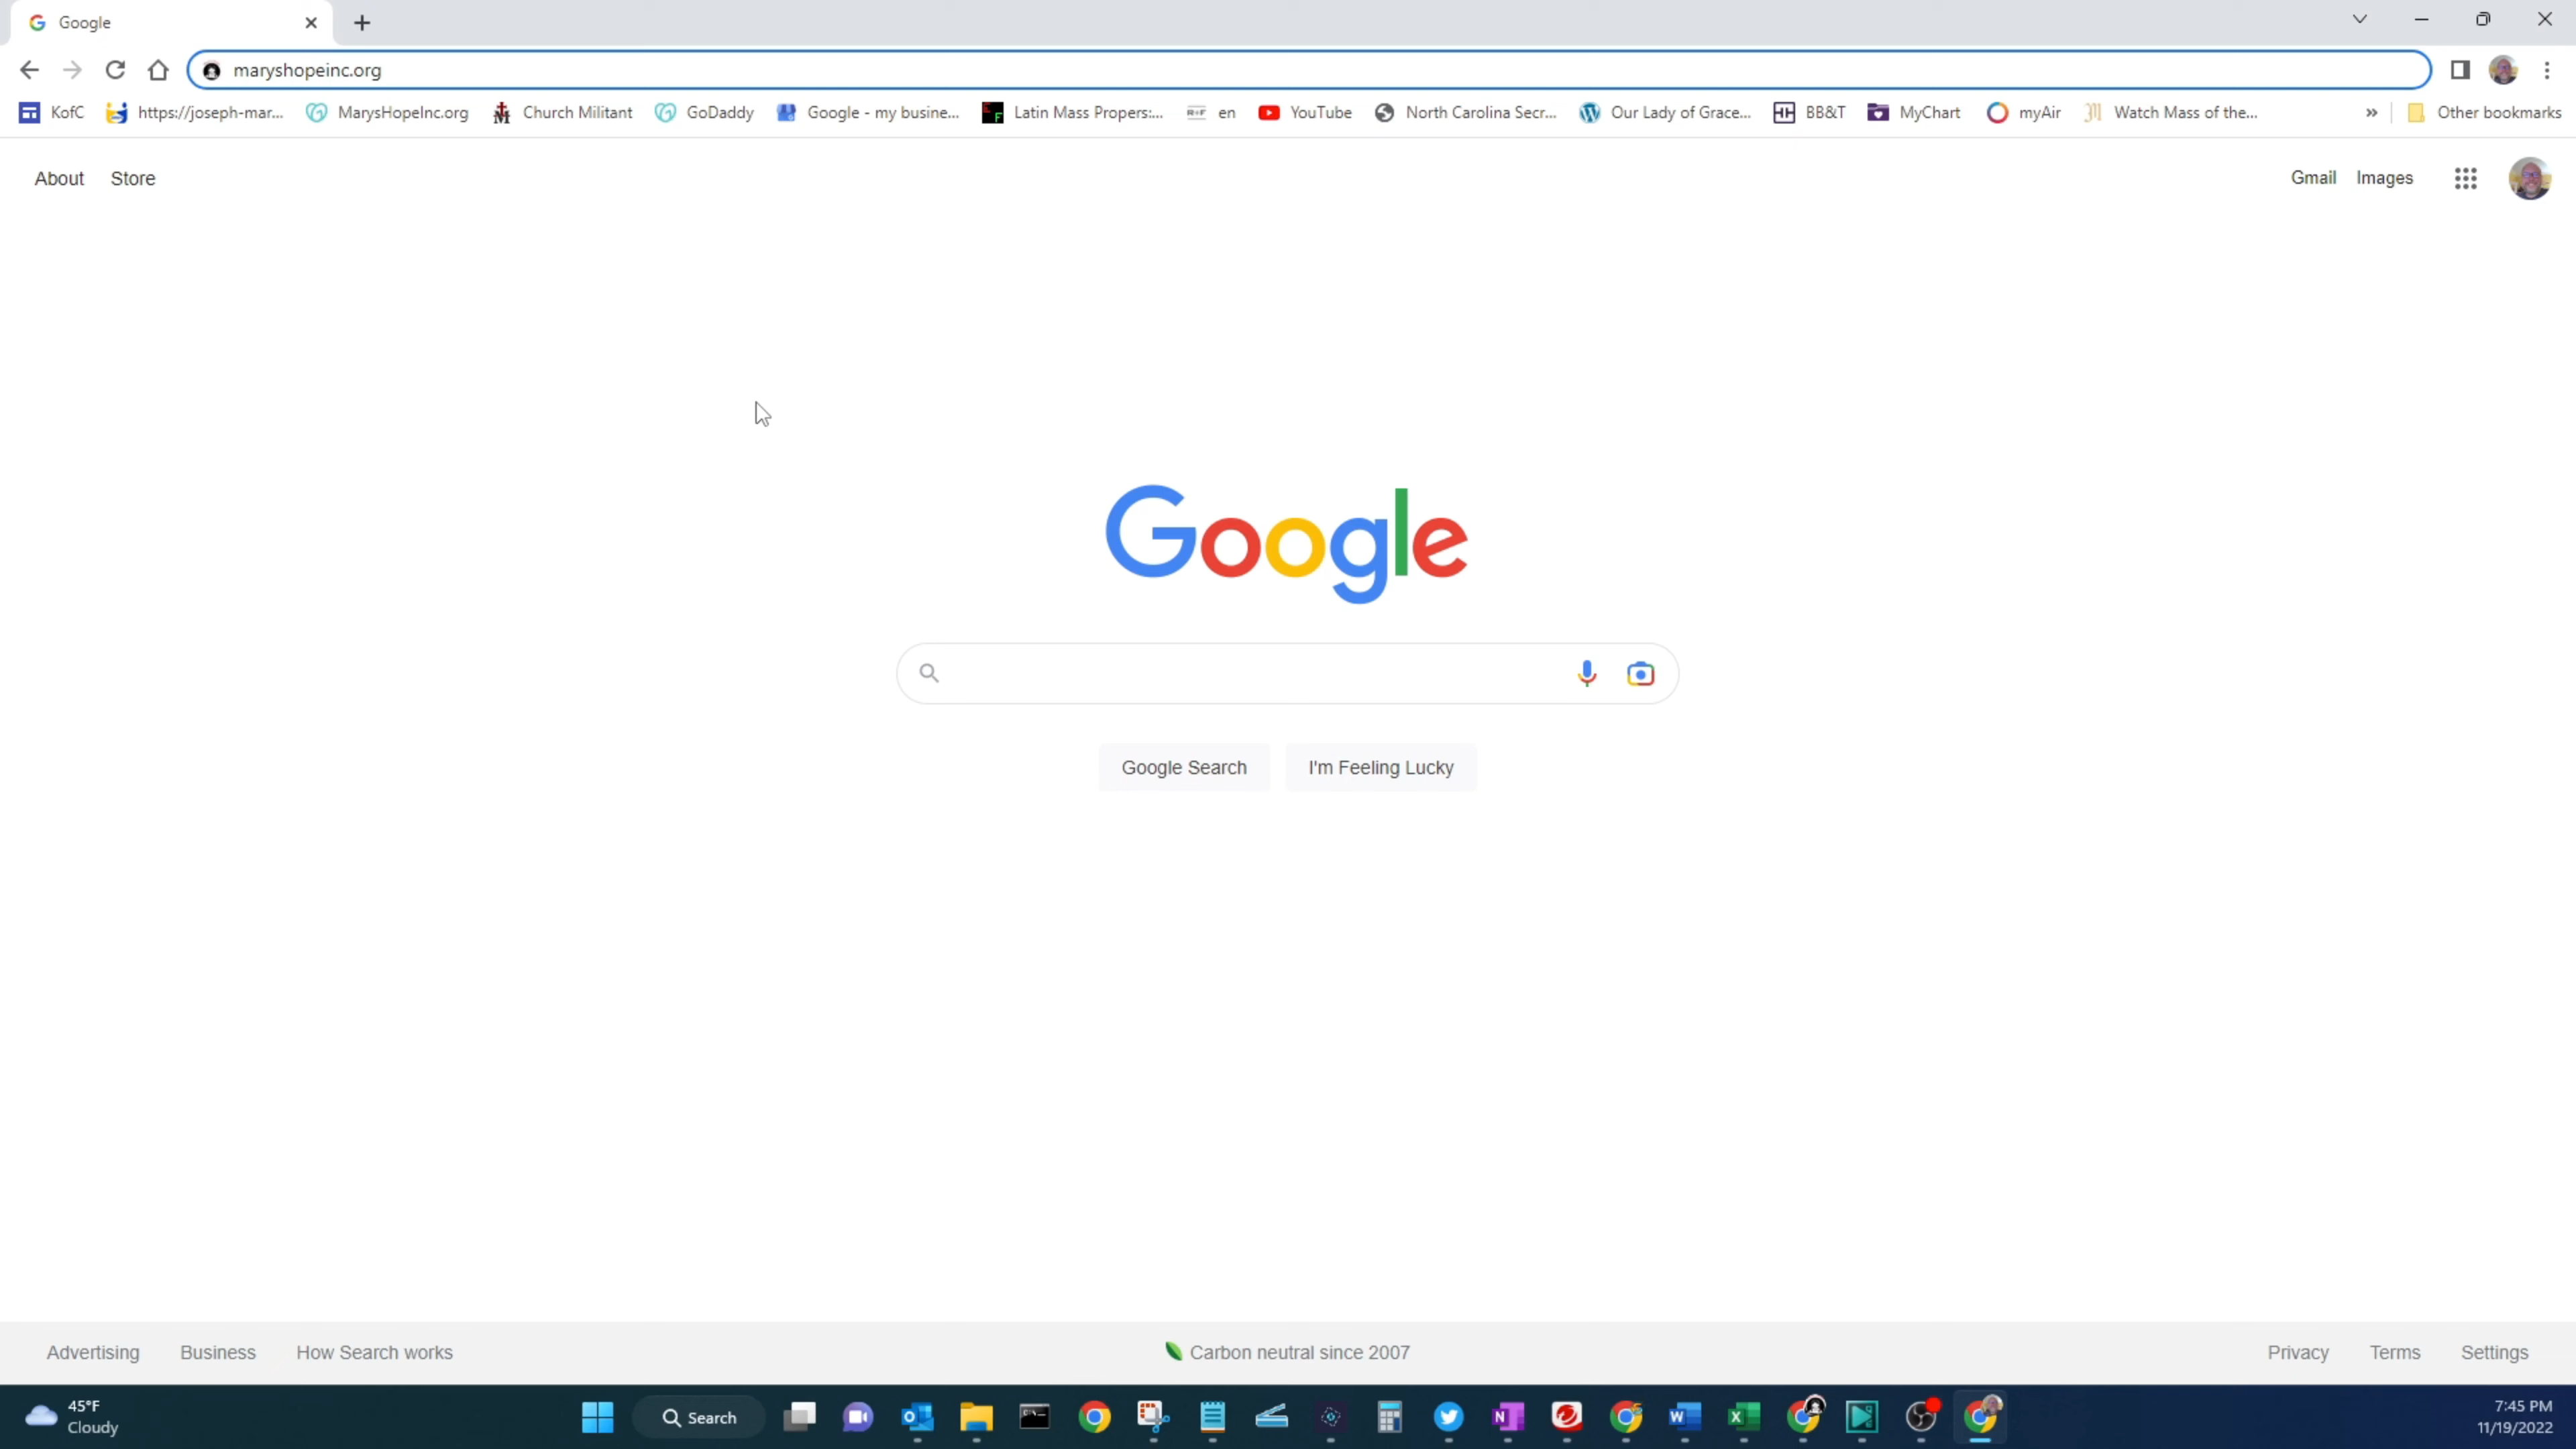 Google
maryshopeinc.org
KofC https://joseph-mar... MarysHopeInc.org Church Militant GoDaddy Google - my busine... Latin Mass Propers:... R+F en YouTube North Carolina Secr... Our Lady of Grace... BB&T MyChart myAir Watch Mass of the... » Other bookmarks
About Store Gmail Images
Google
Google Search I'm Feeling Lucky
Advertising Business How Search works Carbon neutral since 2007 Privacy Terms Settings
45°F
Cloudy
Search
7:45 PM
11/19/2022